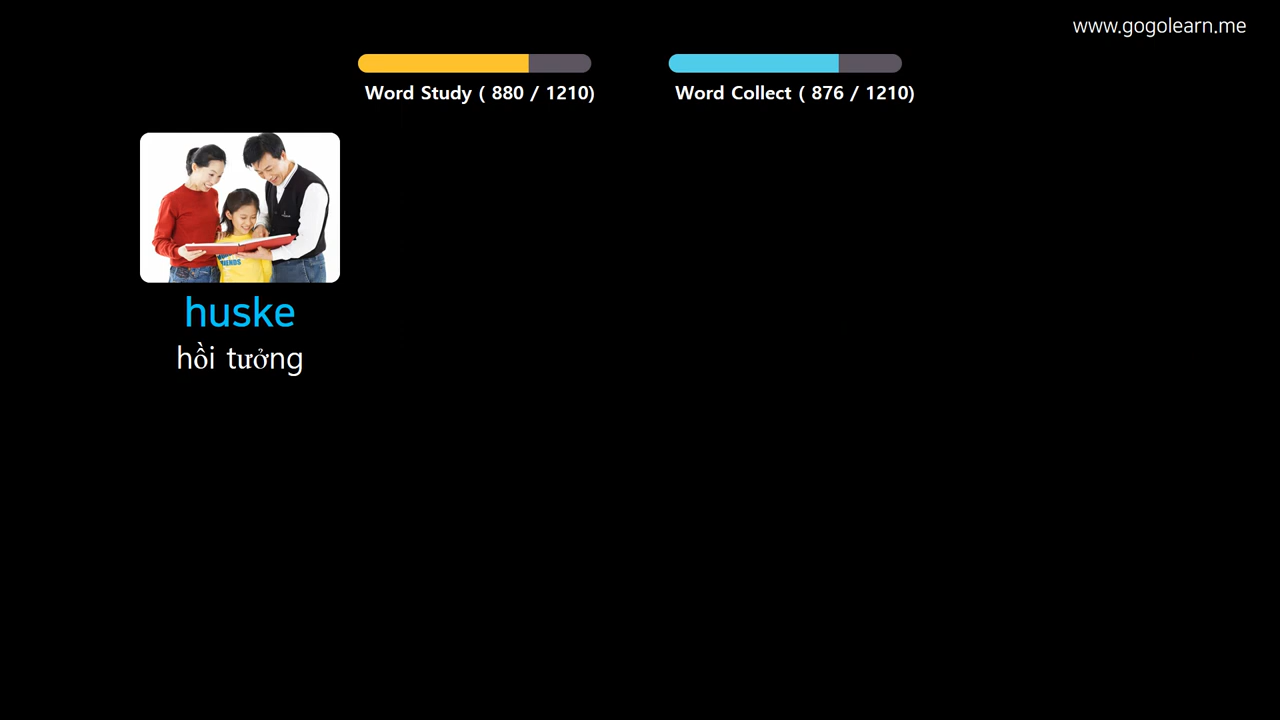 www.gogolearn.me
Word Study ( 880 / 1210)
Word Collect ( 876 / 1210)
huske
hồi tưởng